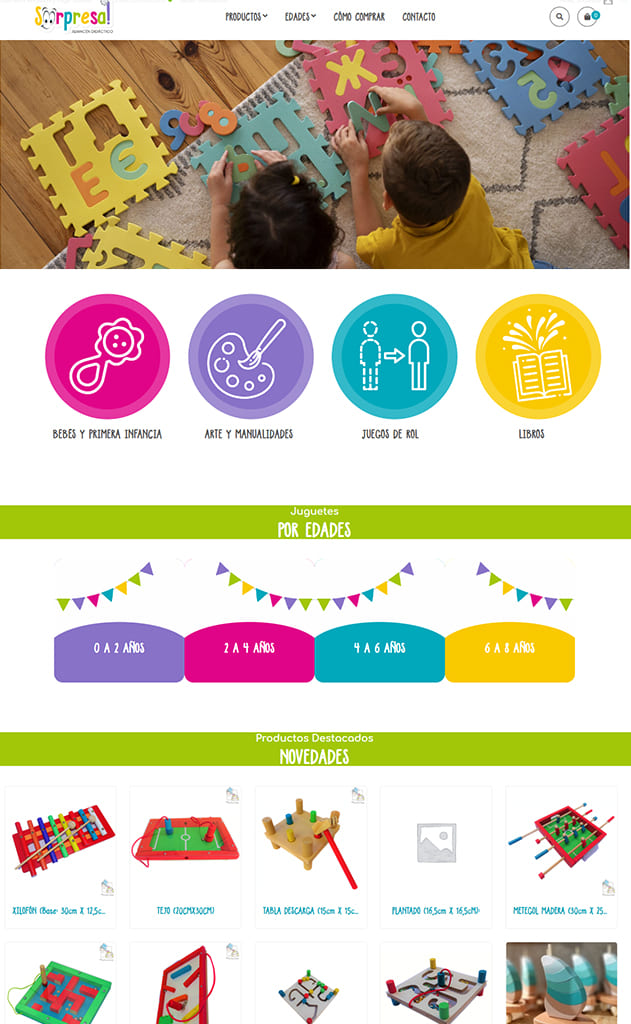 Sorpresa!
ALMACÉN DIDÁCTICO
PRODUCTOS EDADES CÓMO COMPRAR CONTACTO
0
BEBES Y PRIMERA INFANCIA
ARTE Y MANUALIDADES
JUEGOS DE ROL
LIBROS
Juguetes
POR EDADES
0 A 2 AÑOS
2 A 4 AÑOS
4 A 6 AÑOS
6 A 8 AÑOS
Productos Destacados
NOVEDADES
XILOFÓN (Base: 30cm X 12,5c...
TEJO (20CMX30CM)
TABLA DESCARGA (15cm X 15c...
PLANTADO (16,5cm X 16,5cM)
METEGOL MADERA (30cm X 25...